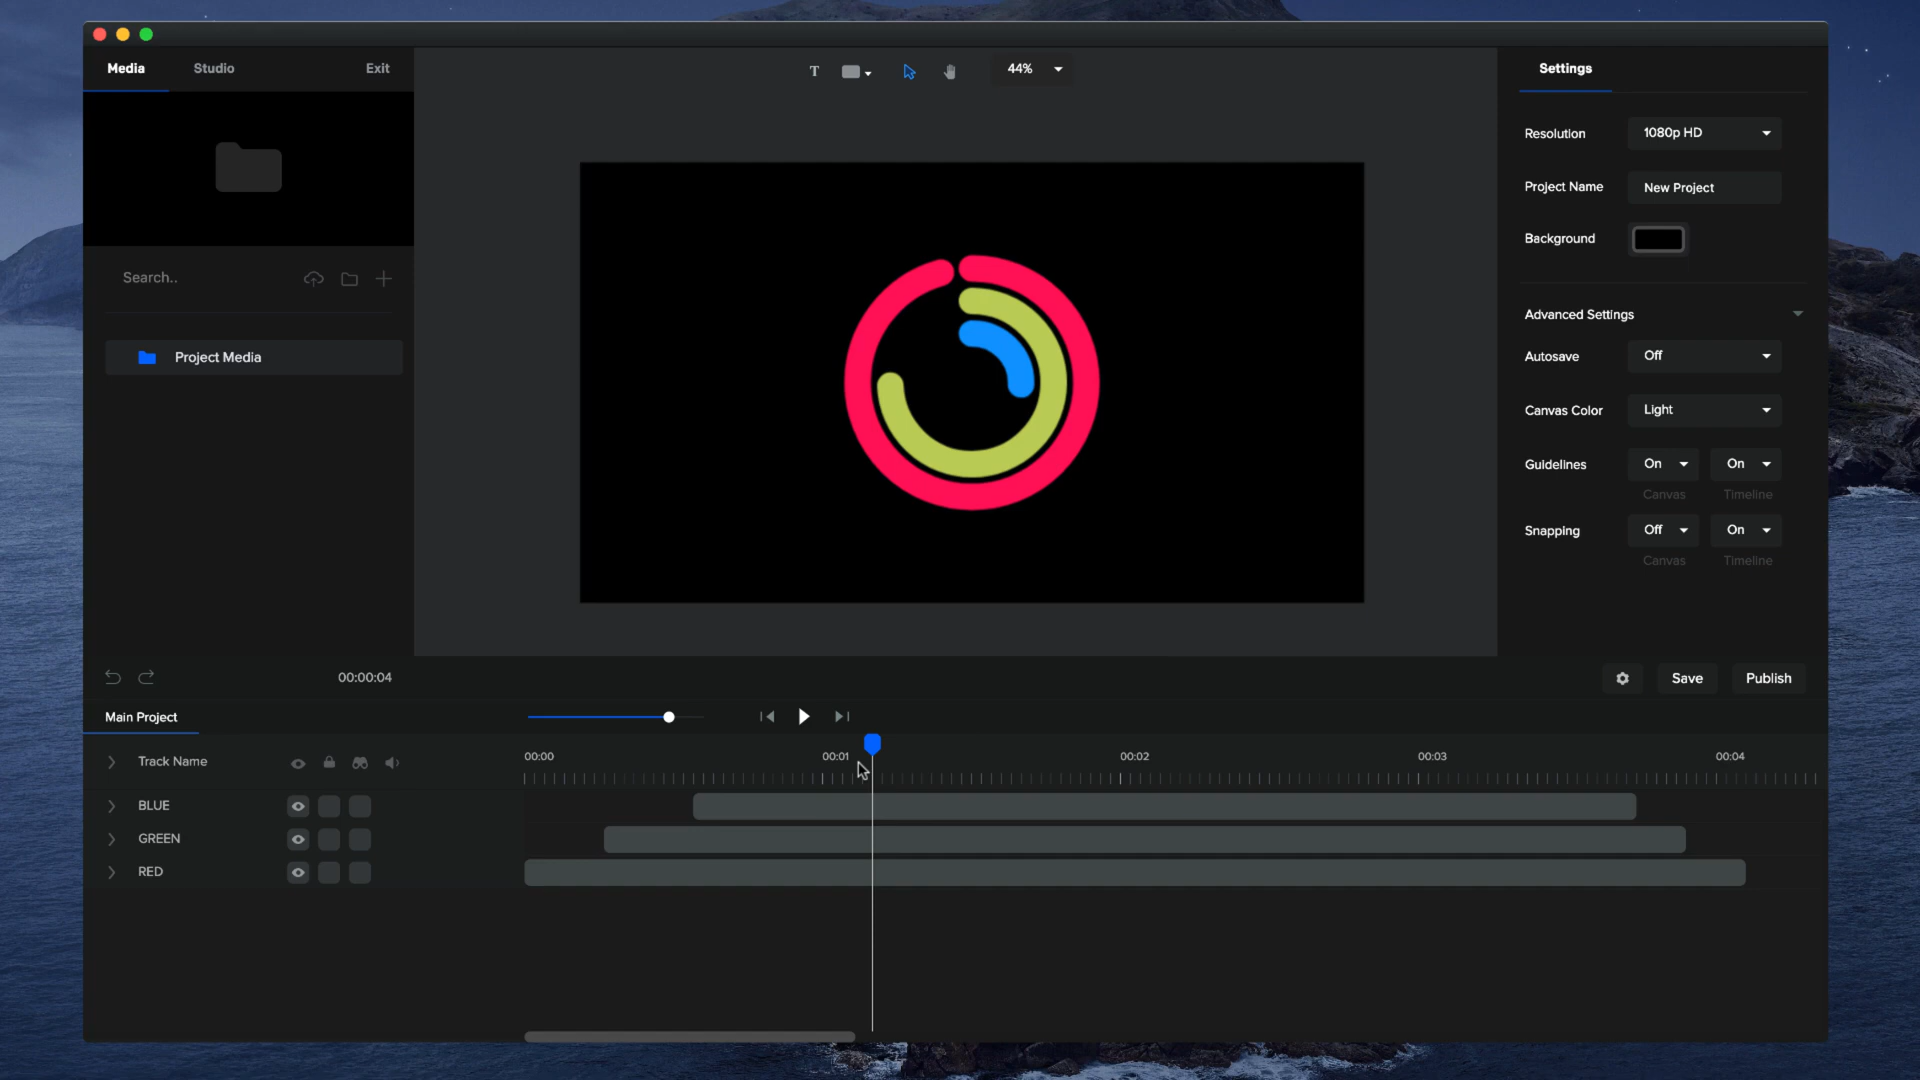 Media
Studio
Exit
T
44%
Settings
Resolution
1080p HD
Project Name
New Project
Background
Search..
Advanced Settings
Project Media
Autosave
Off
Canvas Color
Light
Guidelines
On
On
Canvas
Timeline
Snapping
Off
On
Canvas
Timeline
00:00:04
Save
Publish
Main Project
Track Name
00:00
00:01
00:02
00:03
00:04
BLUE
GREEN
RED